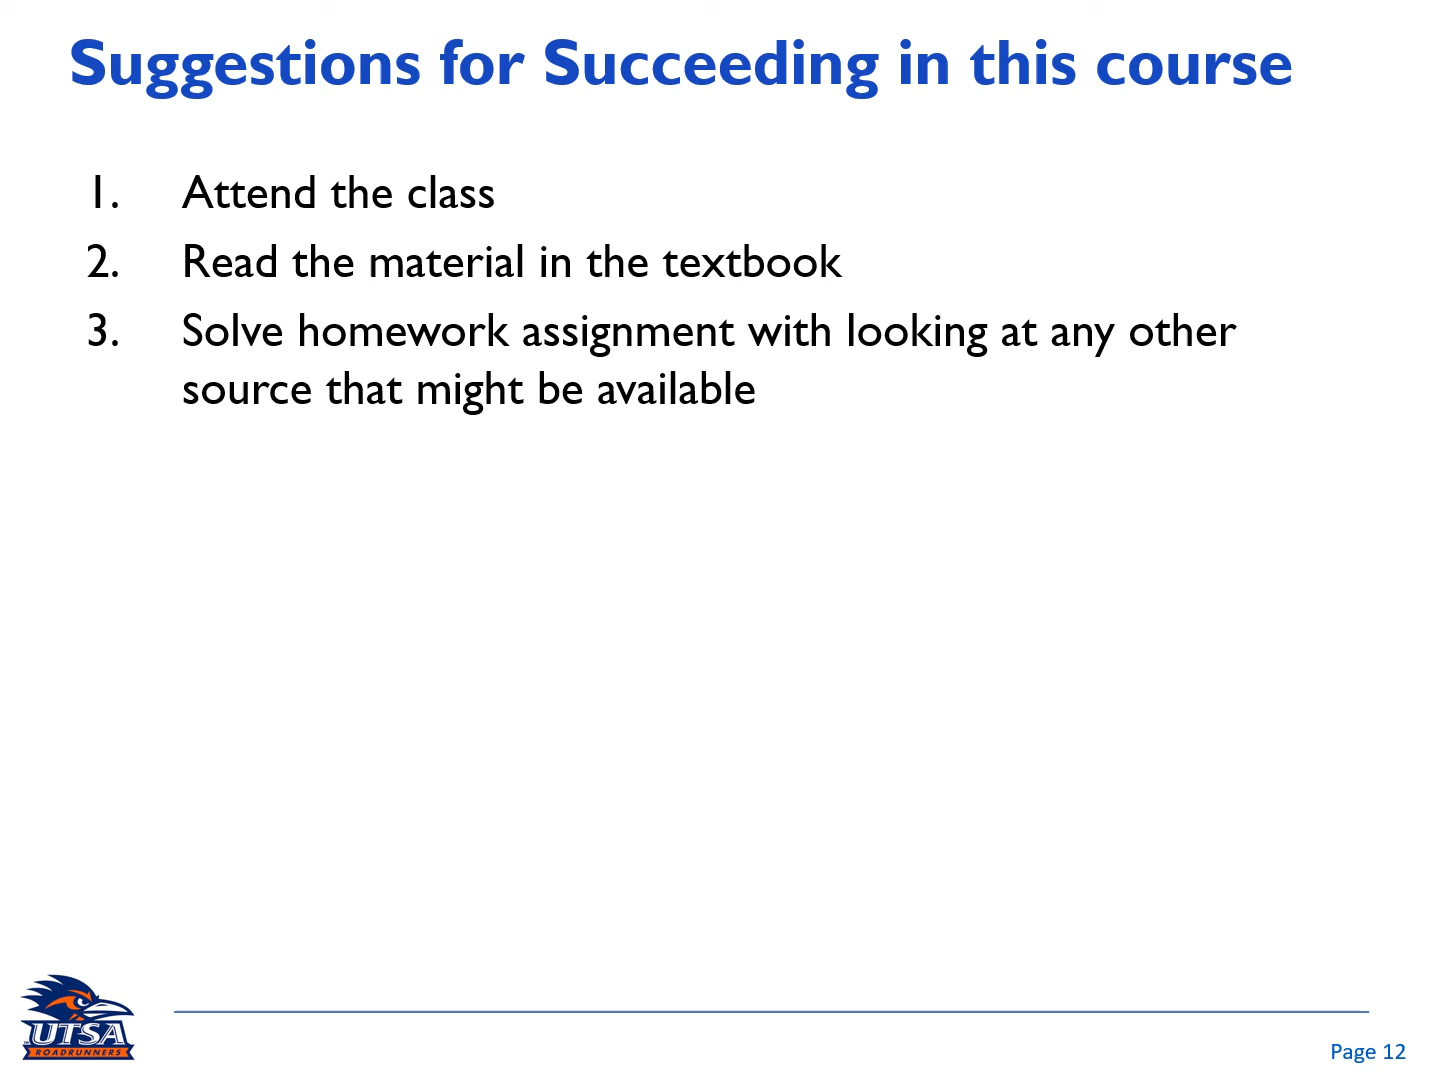 Suggestions for Succeeding in this course
1. Attend the class
2. Read the material in the textbook
3. Solve homework assignment with looking at any other
source that might be available
UTSA
ROADRUNNERS
Page 12